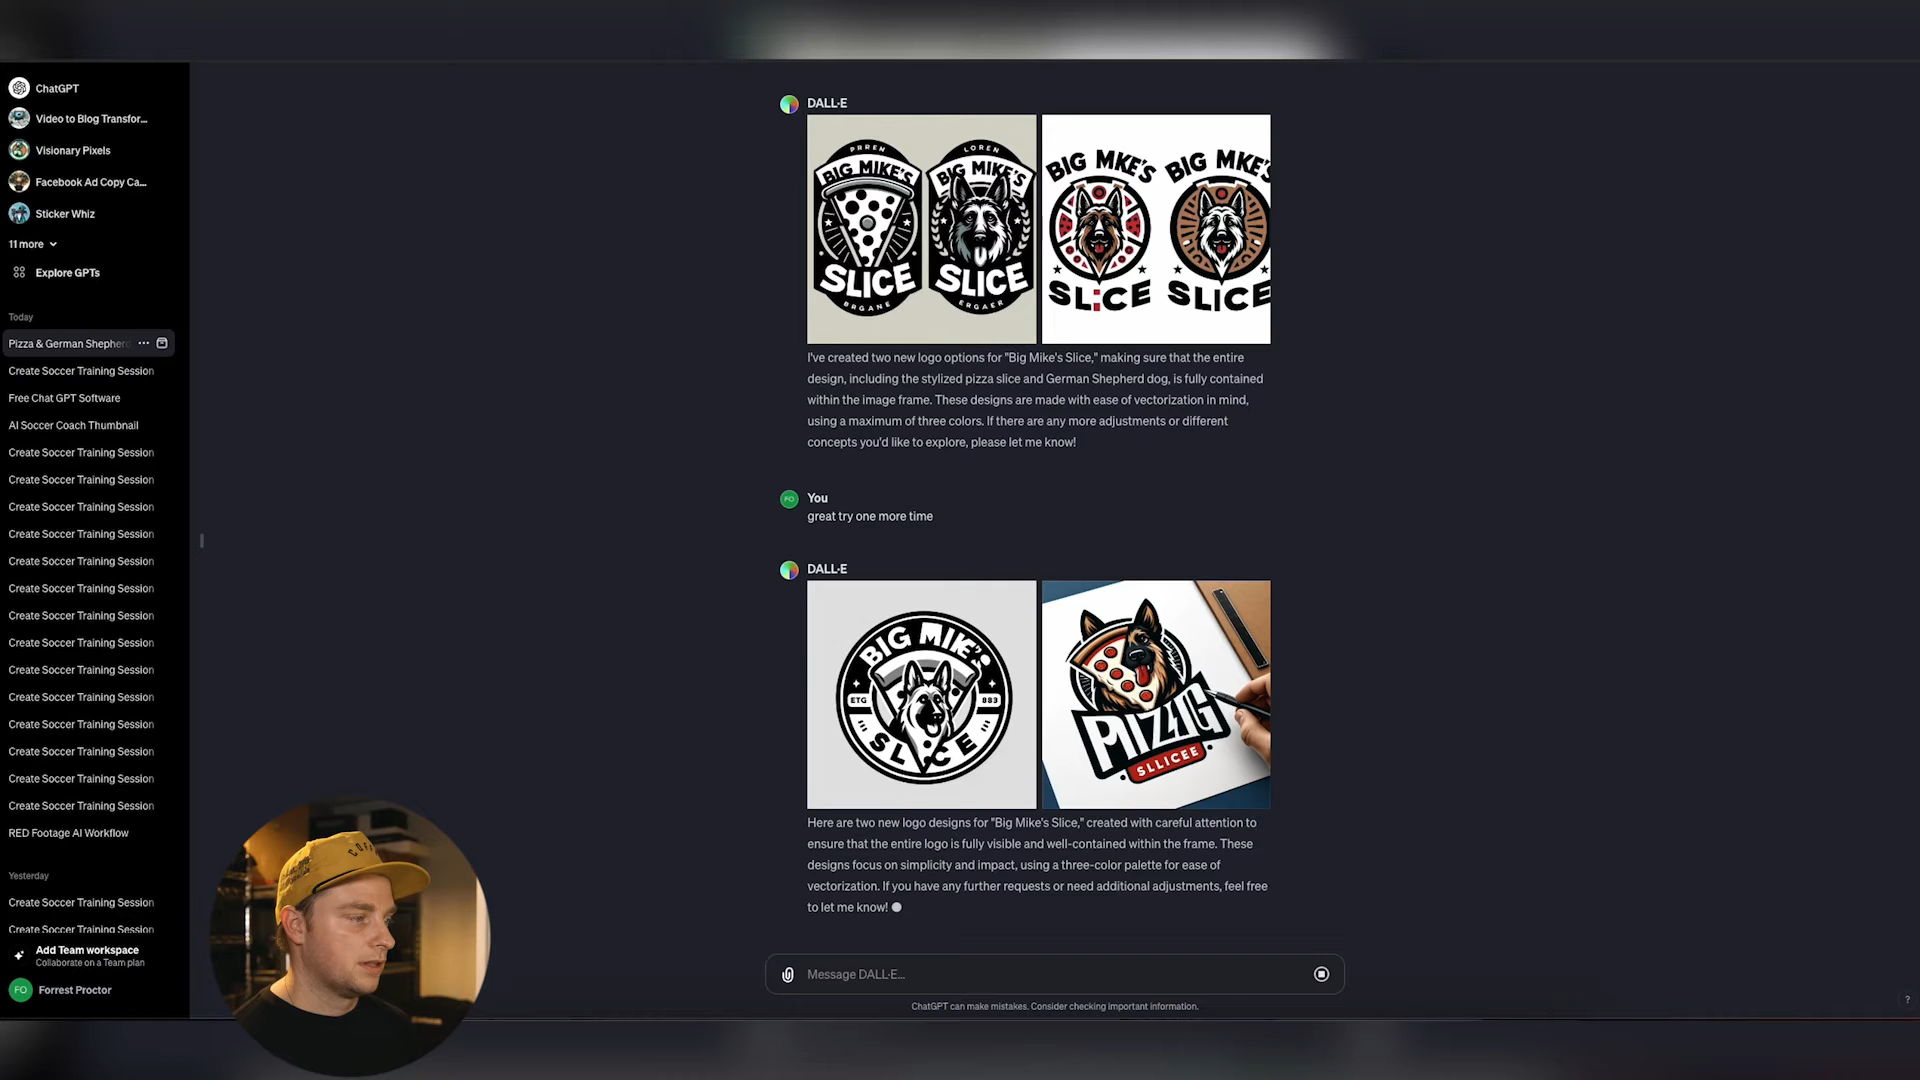 ChatGPT
Video to Blog Transfor...
Visionary Pixels
Facebook Ad Copy Ca...
Sticker Whiz
11 more
Explore GPTs
Today
Pizza & German Shepherd
Create Soccer Training Session
Free Chat GPT Software
AI Soccer Coach Thumbnail
Create Soccer Training Session
Create Soccer Training Session
Create Soccer Training Session
Create Soccer Training Session
Create Soccer Training Session
Create Soccer Training Session
Create Soccer Training Session
Create Soccer Training Session
Create Soccer Training Session
Create Soccer Training Session
Create Soccer Training Session
Create Soccer Training Session
Create Soccer Training Session
Create Soccer Training Session
RED Footage AI Workflow
Yesterday
Create Soccer Training Session
Create Soccer Training Session
Add Team workspace
Collaborate on a Team plan
FO
Forrest Proctor
DALL·E
PRREN
BIG MIKE'S
SLICE
BRGANE
LOREN
BIG MIKE'S
SLICE
ERGAER
BIG MKE'S
SL:CE
BIG MKE'S
SLICE
I've created two new logo options for "Big Mike's Slice," making sure that the entire
design, including the stylized pizza slice and German Shepherd dog, is fully contained
within the image frame. These designs are made with ease of vectorization in mind,
using a maximum of three colors. If there are any more adjustments or different
concepts you'd like to explore, please let me know!
FO
You
great try one more time
DALL·E
BIG MIKE'S
ETG
883
SLICE
PIZZIG
SLLICEE
Here are two new logo designs for "Big Mike's Slice," created with careful attention to
ensure that the entire logo is fully visible and well-contained within the frame. These
designs focus on simplicity and impact, using a three-color palette for ease of
vectorization. If you have any further requests or need additional adjustments, feel free
to let me know!
Message DALL·E...
ChatGPT can make mistakes. Consider checking important information.
?